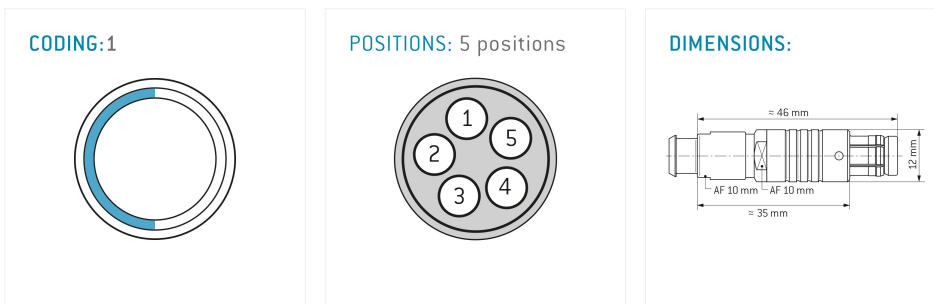 CODING:1
POSITIONS: 5 positions
1
5
2
4
3
DIMENSIONS:
≈ 46 mm
12 mm
AF 10 mm
AF 10 mm
≈ 35 mm